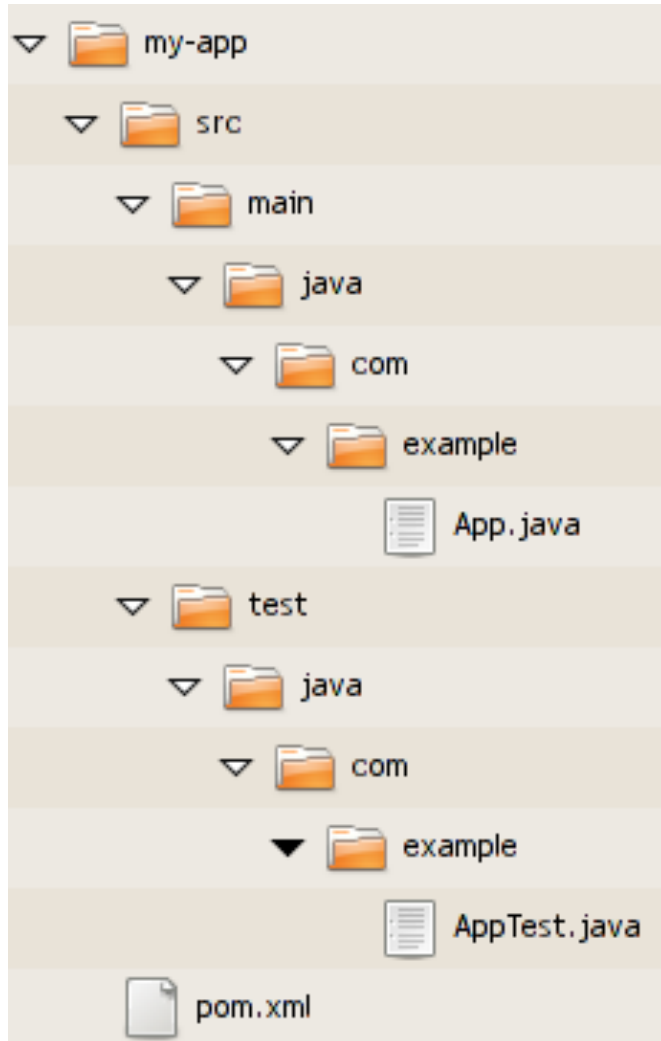 my-app
src
main
java
com
example
App.java
test
java
com
example
AppTest.java
pom.xml